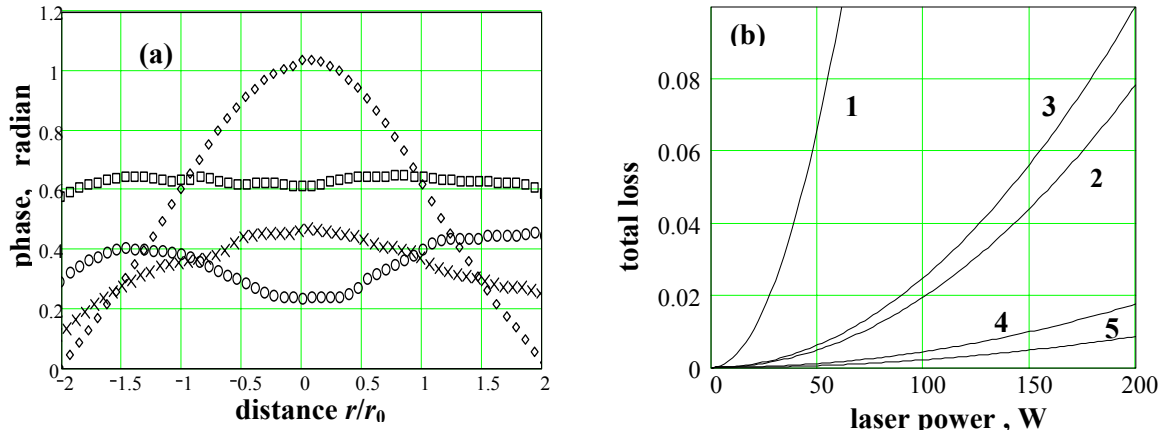 (a)
phase, radian
1.2
1
0.8
0.6
0.4
0.2
0
-2 -1.5 -1 -0.5 0 0.5 1 1.5 2
distance r/r0
(b)
total loss
0.08
0.06
0.04
0.02
0
1
3
2
4
5
0 50 100 150 200
laser power , W